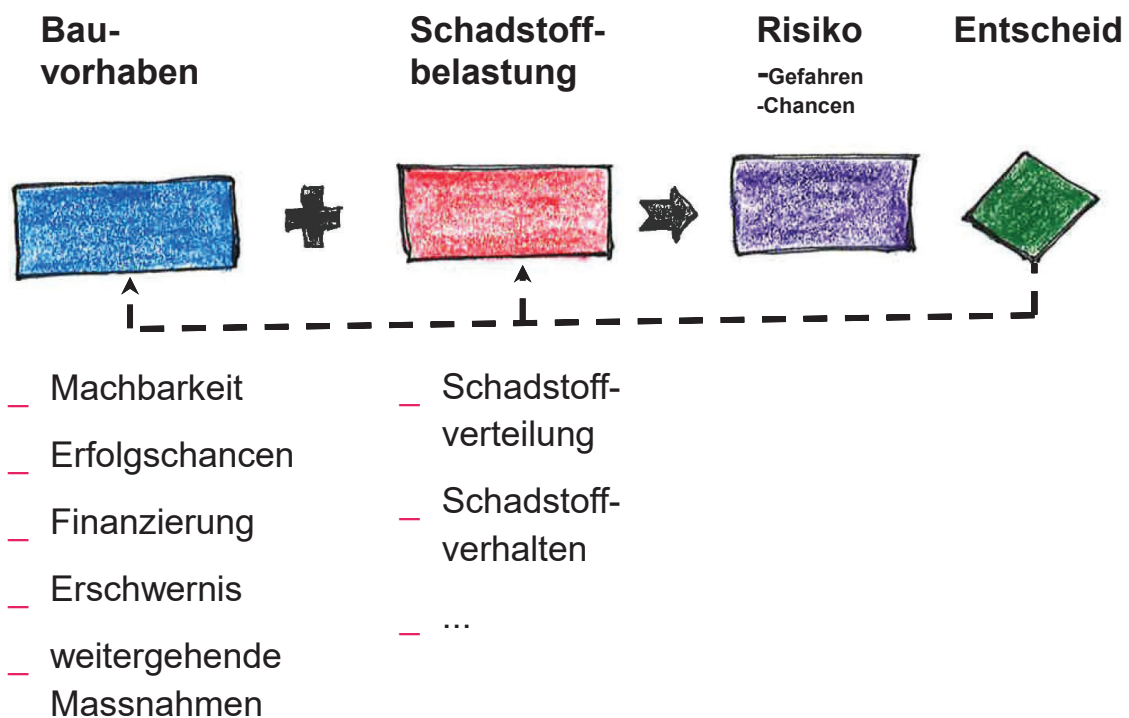 Bau-
vorhaben
Schadstoff-
belastung
Risiko
-Gefahren
-Chancen
Entscheid
_ Machbarkeit
_ Erfolgschancen
_ Finanzierung
_ Erschwernis
_ weitergehende
Massnahmen
_ Schadstoff-
verteilung
_ Schadstoff-
verhalten
_ ...